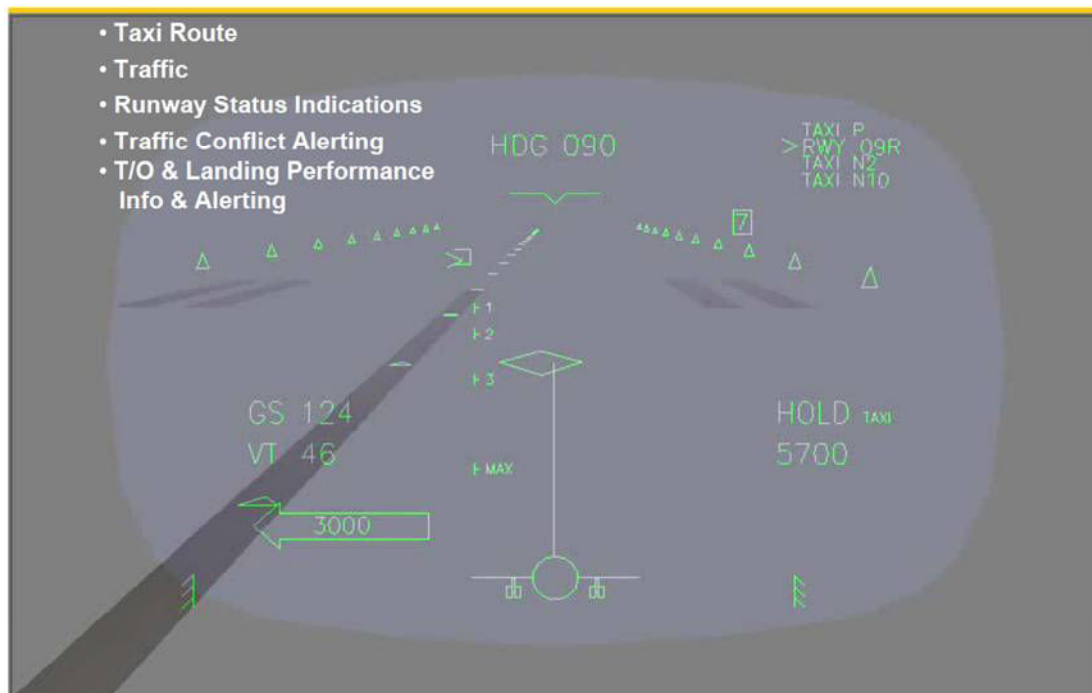 • Taxi Route
• Traffic
• Runway Status Indications
• Traffic Conflict Alerting
• T/O & Landing Performance
Info & Alerting
HDG 090
TAXI P
>RWY 09R
TAXI N2
TAXI N10
7
1
2
3
MAX
GS 124
VT 46
HOLD TAXI
5700
3000